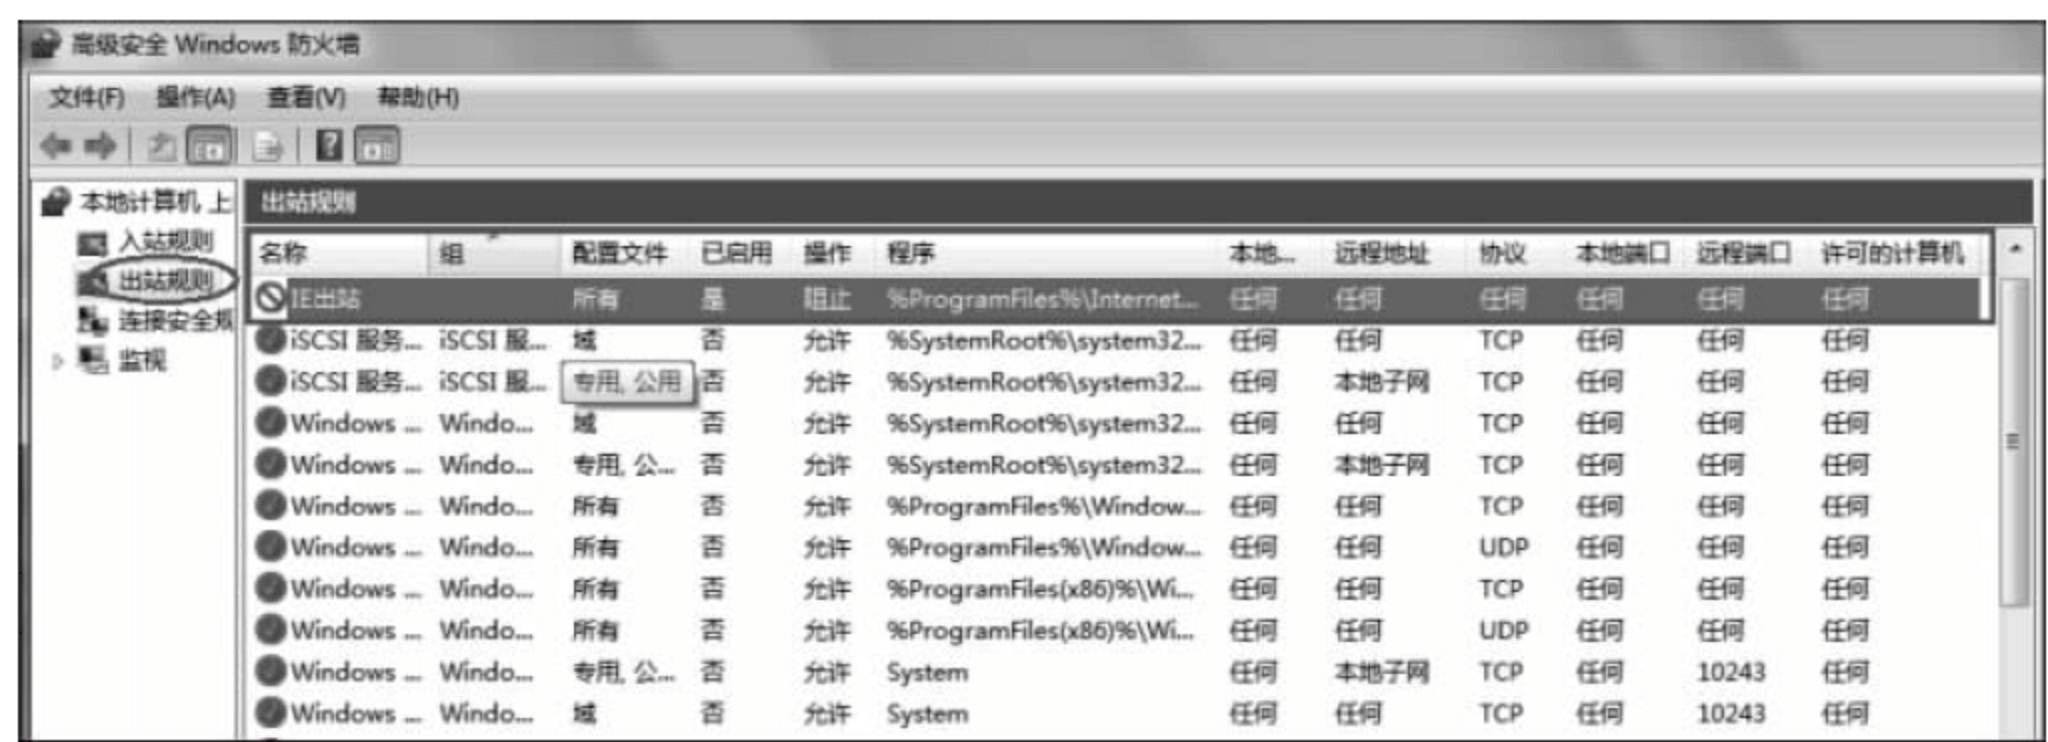 高级安全 Windows 防火墙
文件(F) 操作(A) 查看(V) 帮助(H)
本地计算机 上
入站规则
出站规则
连接安全规
监视
出站规则
名称 组 配置文件 已启用 操作 程序 本地... 远程地址 协议 本地端口 远程端口 许可的计算机
IE出站 所有 是 阻止 %ProgramFiles%\Internet... 任何 任何 任何 任何 任何 任何
iSCSI 服务... iSCSI 服... 域 否 允许 %SystemRoot%\system32... 任何 任何 TCP 任何 任何 任何
iSCSI 服务... iSCSI 服... 专用, 公用 否 允许 %SystemRoot%\system32... 任何 本地子网 TCP 任何 任何 任何
Windows ... Windo... 域 否 允许 %SystemRoot%\system32... 任何 任何 TCP 任何 任何 任何
Windows ... Windo... 专用, 公... 否 允许 %SystemRoot%\system32... 任何 本地子网 TCP 任何 任何 任何
Windows ... Windo... 所有 否 允许 %ProgramFiles%\Window... 任何 任何 TCP 任何 任何 任何
Windows ... Windo... 所有 否 允许 %ProgramFiles%\Window... 任何 任何 UDP 任何 任何 任何
Windows ... Windo... 所有 否 允许 %ProgramFiles(x86)%\Wi... 任何 任何 TCP 任何 任何 任何
Windows ... Windo... 所有 否 允许 %ProgramFiles(x86)%\Wi... 任何 任何 UDP 任何 任何 任何
Windows ... Windo... 专用, 公... 否 允许 System 任何 本地子网 TCP 任何 10243 任何
Windows ... Windo... 域 否 允许 System 任何 任何 TCP 任何 10243 任何